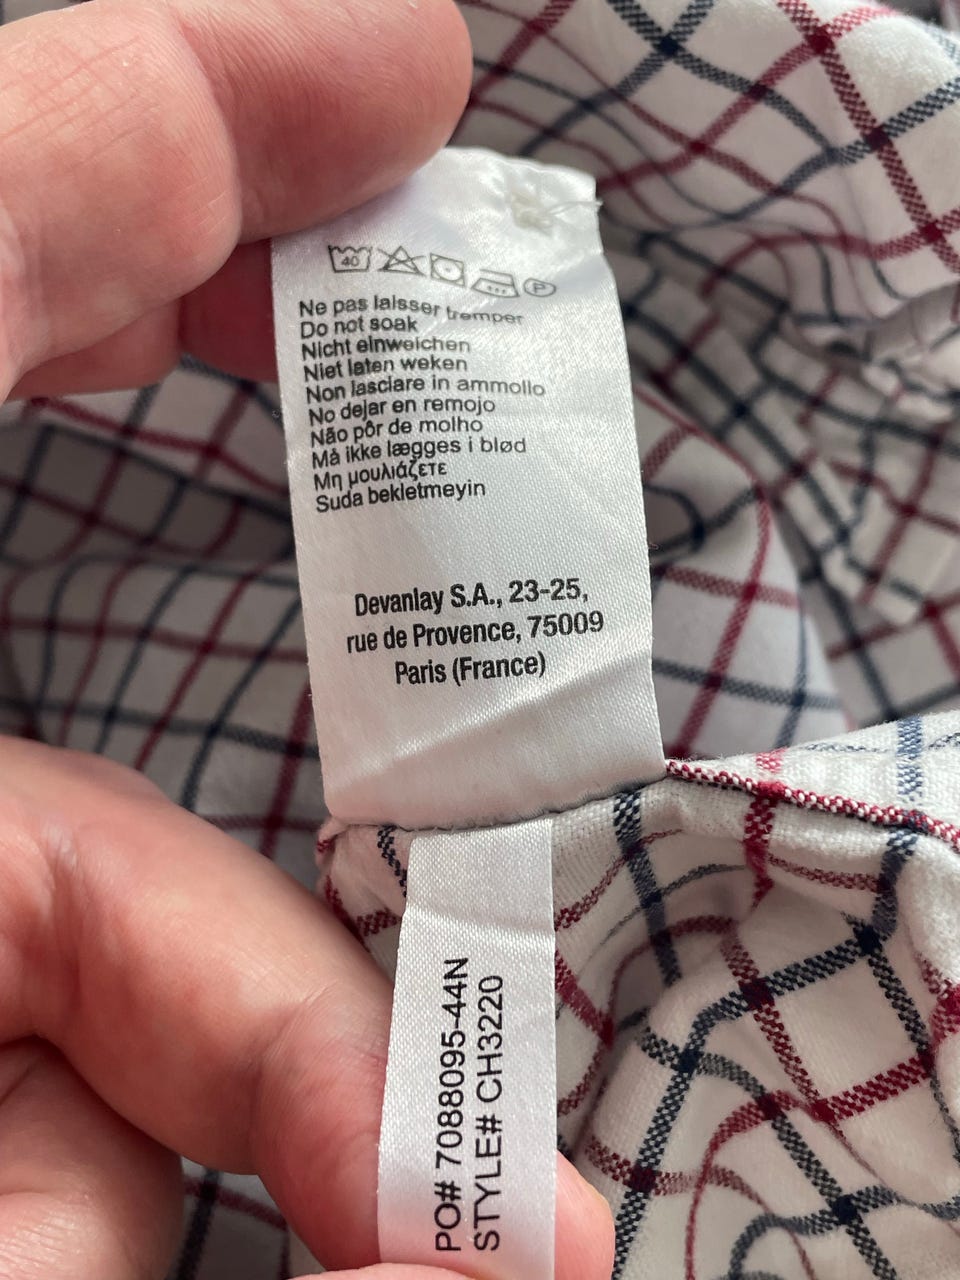 40
P
Ne pas laisser tremper
Do not soak
Nicht einweichen
Niet laten weken
Non lasciare in ammollo
No dejar en remojo
Não pôr de molho
Må ikke lægges i blød
Μη μουλιάζετε
Suda bekletmeyin
Devanlay S.A., 23-25,
rue de Provence, 75009
Paris (France)
PO# 7088095-44N
STYLE# CH3220